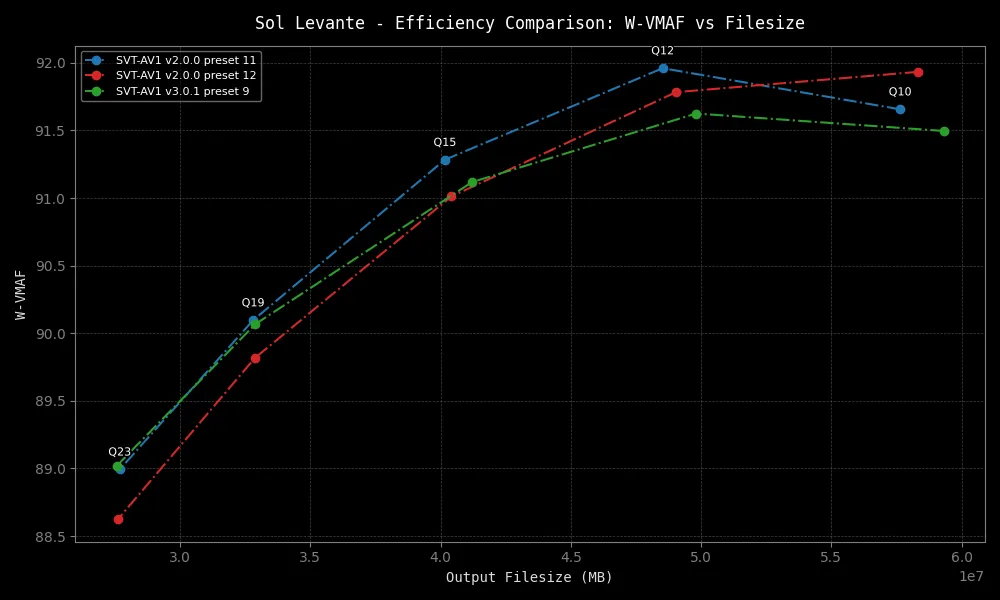 Sol Levante - Efficiency Comparison: W-VMAF vs Filesize
SVT-AV1 v2.0.0 preset 11
SVT-AV1 v2.0.0 preset 12
SVT-AV1 v3.0.1 preset 9
Q12
Q10
Q15
Q19
Q23
92.0
91.5
91.0
90.5
90.0
89.5
89.0
88.5
W-VMAF
3.0 3.5 4.0 4.5 5.0 5.5 6.0
1e7
Output Filesize (MB)